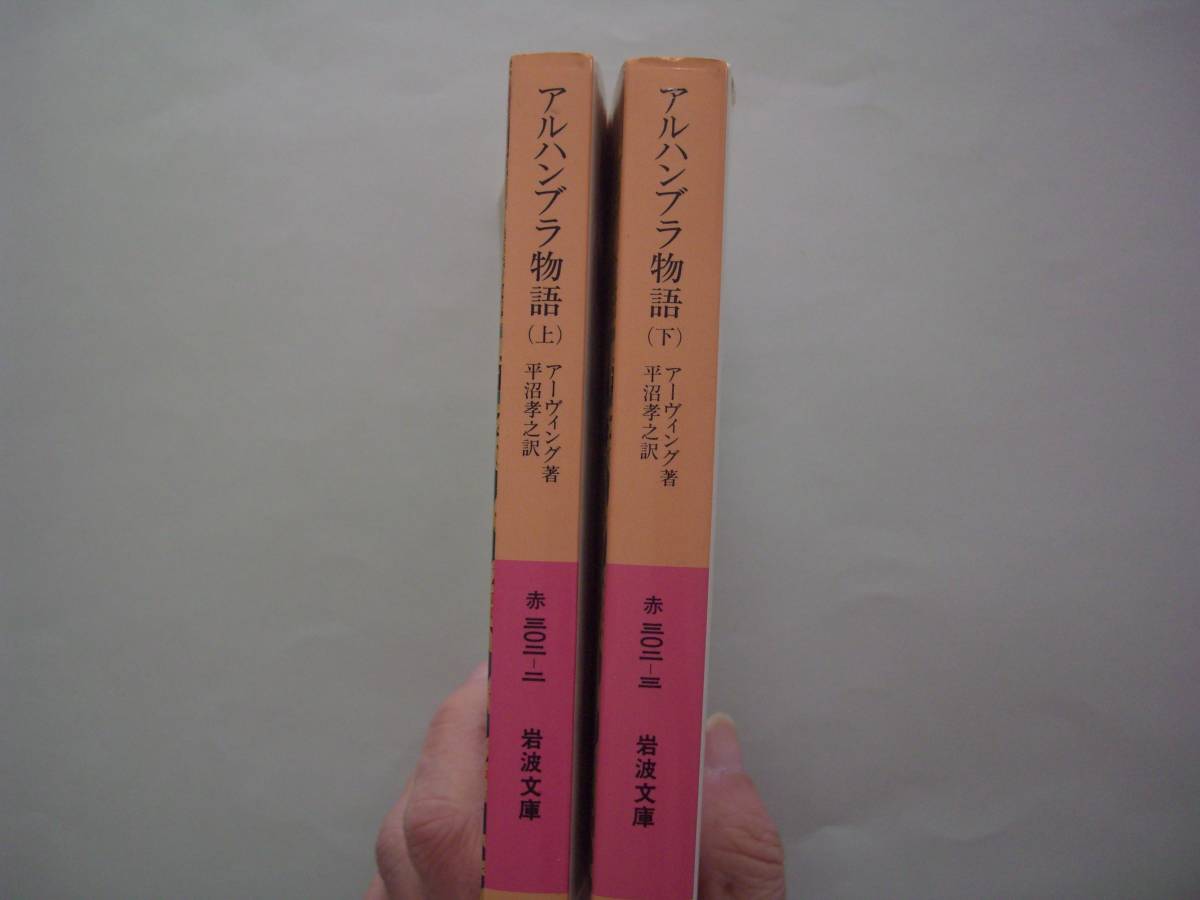 アルハンブラ物語(上)
アーヴィング著
平沼孝之訳
赤 三〇二-二
岩波文庫
アルハンブラ物語(下)
アーヴィング著
平沼孝之訳
赤 三〇二-三
岩波文庫